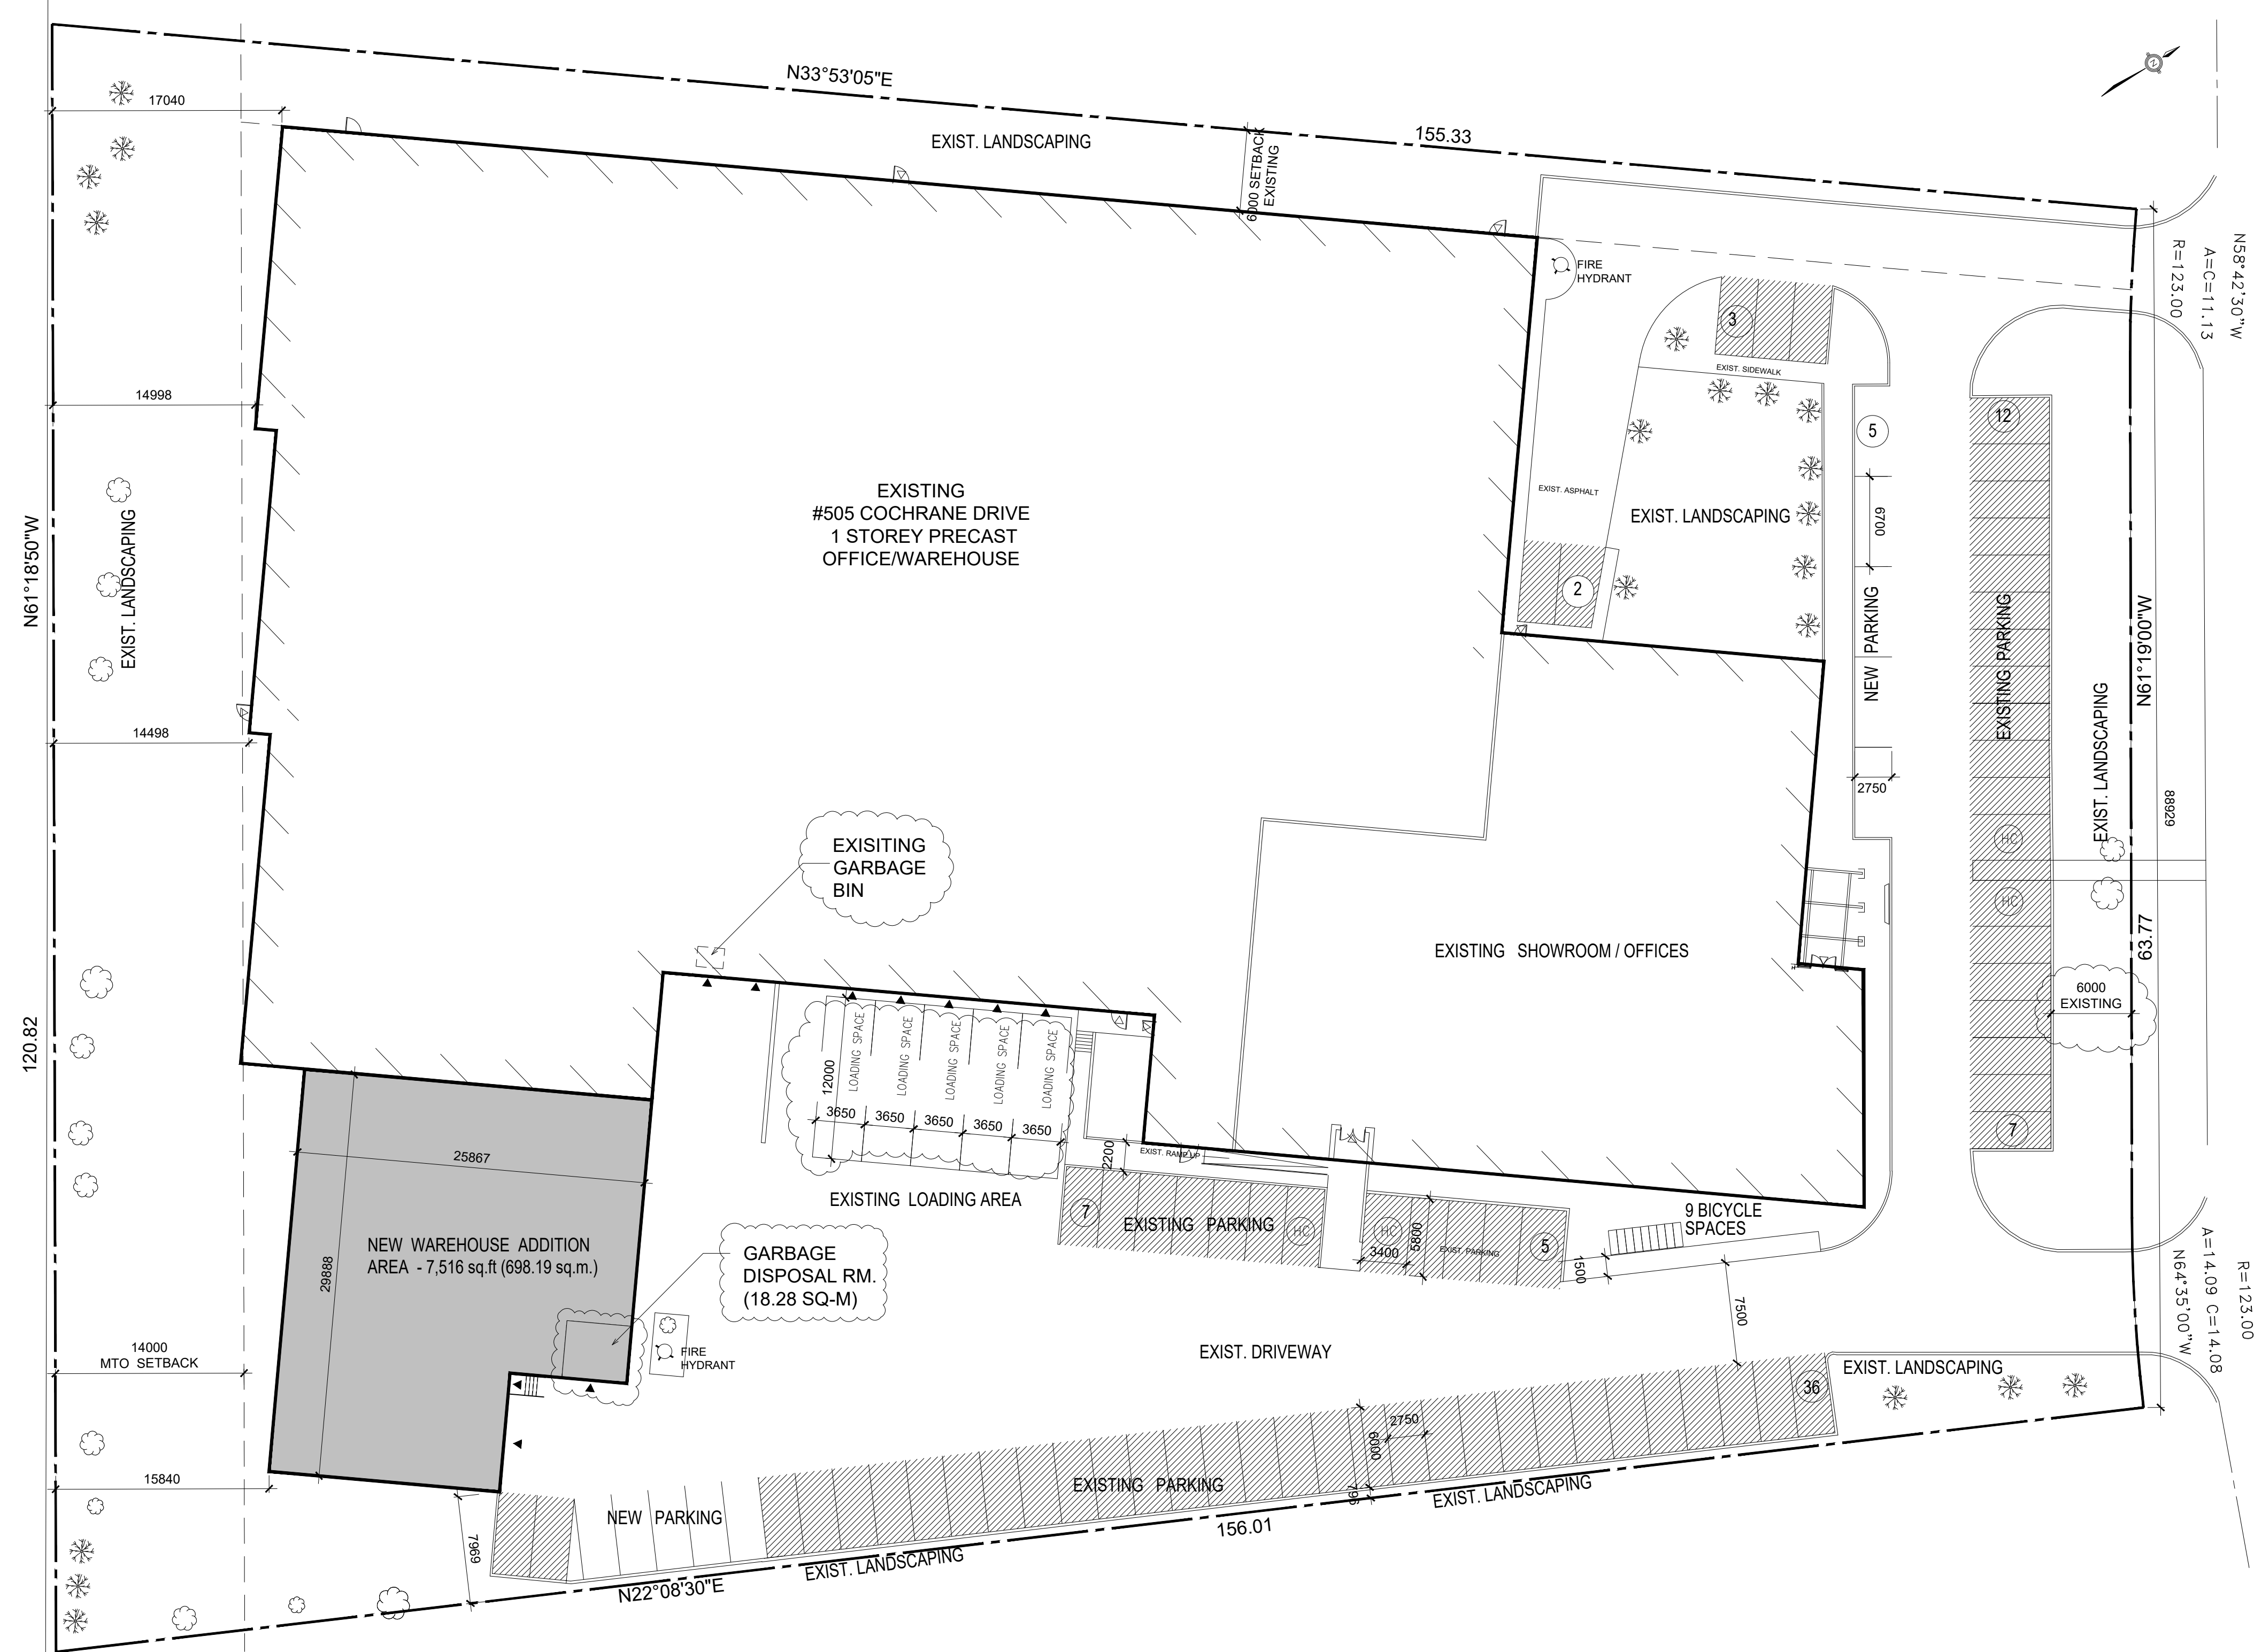 N33°53'05"E
155.33
N
17040
EXIST. LANDSCAPING
6000 SETBACK
EXISTING
FIRE
HYDRANT
N58°42'30"W
A=C=11.13
R=123.00
3
EXIST. SIDEWALK
14998
5
12
EXISTING
#505 COCHRANE DRIVE
1 STOREY PRECAST
OFFICE/WAREHOUSE
EXIST. ASPHALT
EXIST. LANDSCAPING
6700
2
N61°18'50"W
EXIST. LANDSCAPING
NEW PARKING
EXISTING PARKING
N61°19'00"W
EXIST. LANDSCAPING
14498
2750
88929
HC
HC
EXISITING
GARBAGE
BIN
EXISTING SHOWROOM / OFFICES
63.77
6000
EXISTING
120.82
LOADING SPACE
LOADING SPACE
LOADING SPACE
LOADING SPACE
LOADING SPACE
12000
3650
3650
3650
3650
3650
7
25867
2200
EXIST. RAMP UP
EXISTING LOADING AREA
7
EXISTING PARKING
HC
HC
3400
5800
EXIST. PARKING
5
9 BICYCLE
SPACES
1500
7500
NEW WAREHOUSE ADDITION
AREA - 7,516 sq.ft (698.19 sq.m.)
29888
GARBAGE
DISPOSAL RM.
(18.28 SQ-M)
FIRE
HYDRANT
EXIST. DRIVEWAY
R=123.00
A=14.09 C=14.08
N64°35'00"W
14000
MTO SETBACK
EXIST. LANDSCAPING
36
2750
6000
796
15840
EXISTING PARKING
EXIST. LANDSCAPING
NEW PARKING
7969
156.01
EXIST. LANDSCAPING
N22°08'30"E